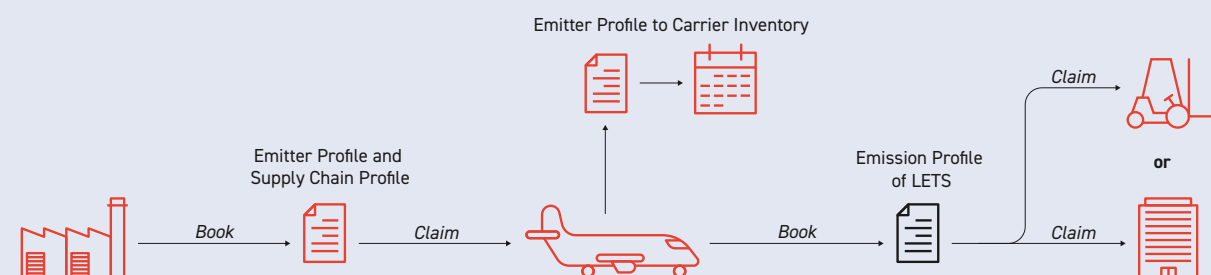 Emitter Profile to Carrier Inventory
Claim
Emitter Profile and
Supply Chain Profile
Emission Profile
of LETS
or
Book
Claim
Book
Claim